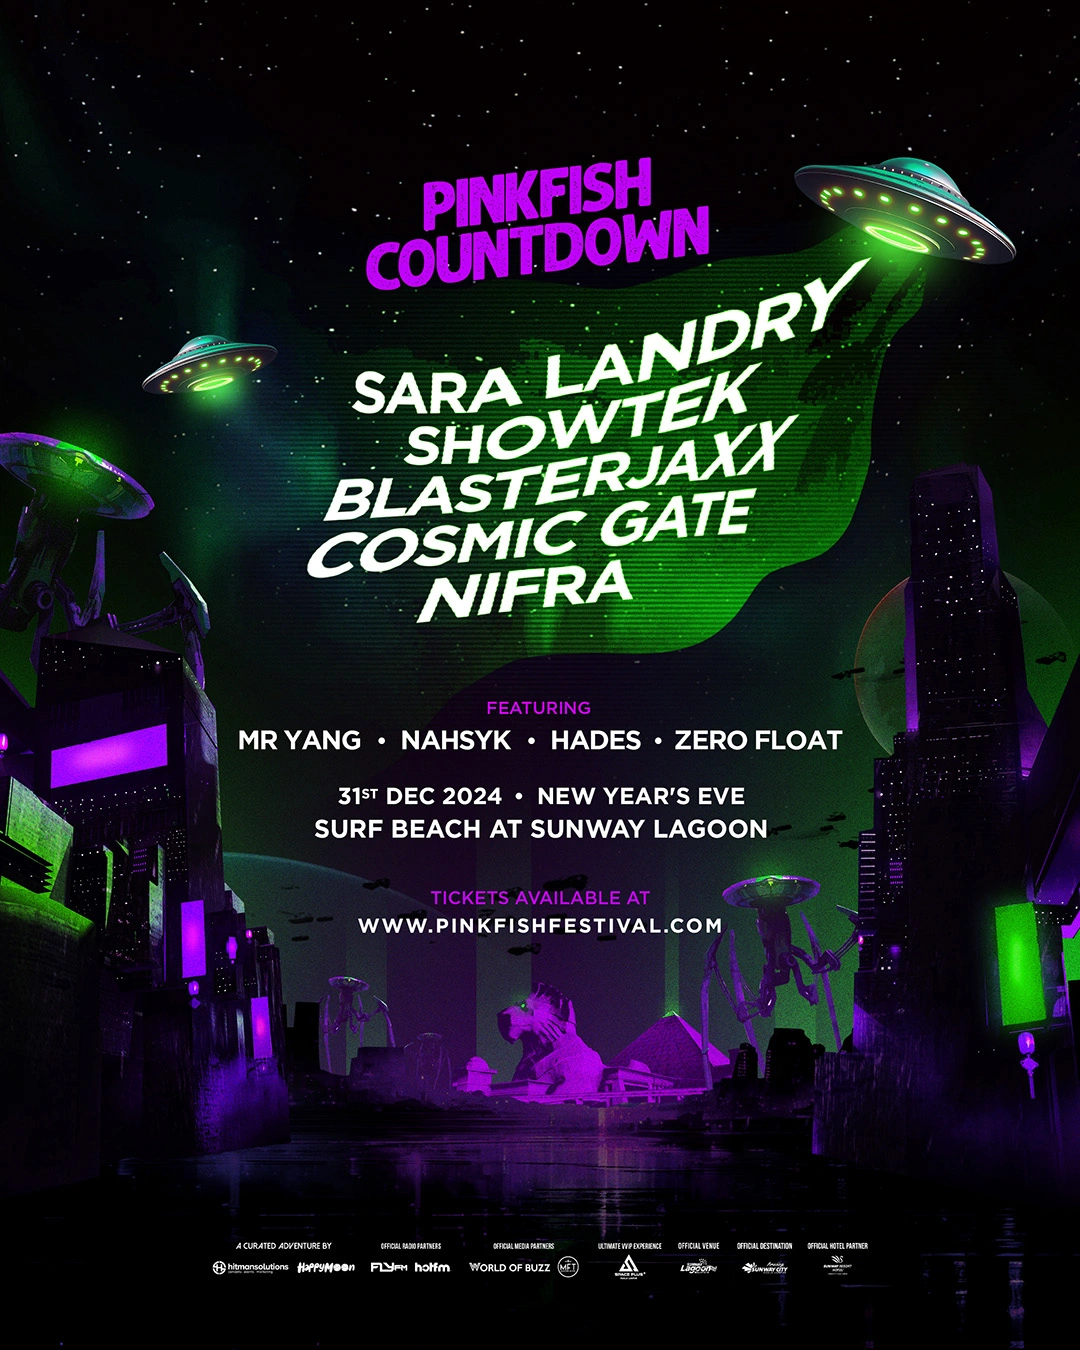 PINKFISH
COUNTDOWN
SARA LANDRY
SHOWTEK
BLASTERJAXX
COSMIC GATE
NIFRA
FEATURING
MR YANG • NAHSYK • HADES • ZERO FLOAT
31ST DEC 2024 • NEW YEAR'S EVE
SURF BEACH AT SUNWAY LAGOON
TICKETS AVAILABLE AT
WWW.PINKFISHFESTIVAL.COM
A CURATED ADVENTURE BY
hitmansolutions
HappyMoon
OFFICIAL RADIO PARTNERS
FLYFM hotfm
OFFICIAL MEDIA PARTNERS
WORLD OF BUZZ MFT
ULTIMATE VVIP EXPERIENCE
SPACE PLUS
OFFICIAL VENUE
SUNWAY
Lagoon
OFFICIAL DESTINATION
Amazing
SUNWAY CITY
OFFICIAL HOTEL PARTNER
SUNWAY RESORT